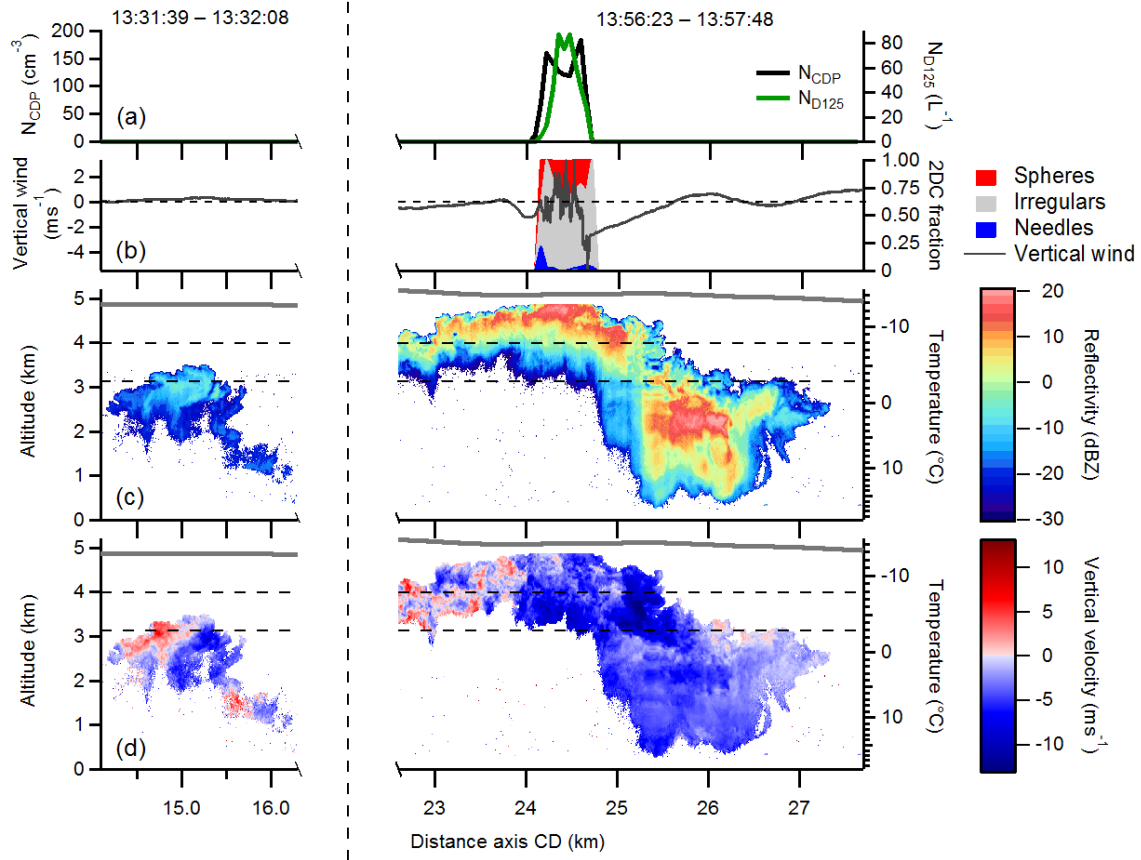 13:31:39 – 13:32:08
13:56:23 – 13:57:48
N_CDP (cm⁻³)
200
150
100
50
0
(a)
N_CDP
N_D125
80
60
40
20
0
N_D125 (L⁻¹)
Vertical wind
(ms⁻¹)
2
0
-2
-4
(b)
1.00
0.75
0.50
0.25
0
2DC fraction
Spheres
Irregulars
Needles
Vertical wind
Altitude (km)
5
4
3
2
1
0
(c)
-10
0
10
Temperature (°C)
20
10
0
-10
-20
-30
Reflectivity (dBZ)
Altitude (km)
5
4
3
2
1
0
(d)
-10
0
10
Temperature (°C)
10
5
0
-5
-10
Vertical velocity (ms⁻¹)
15.0
16.0
23
24
25
26
27
Distance axis CD (km)